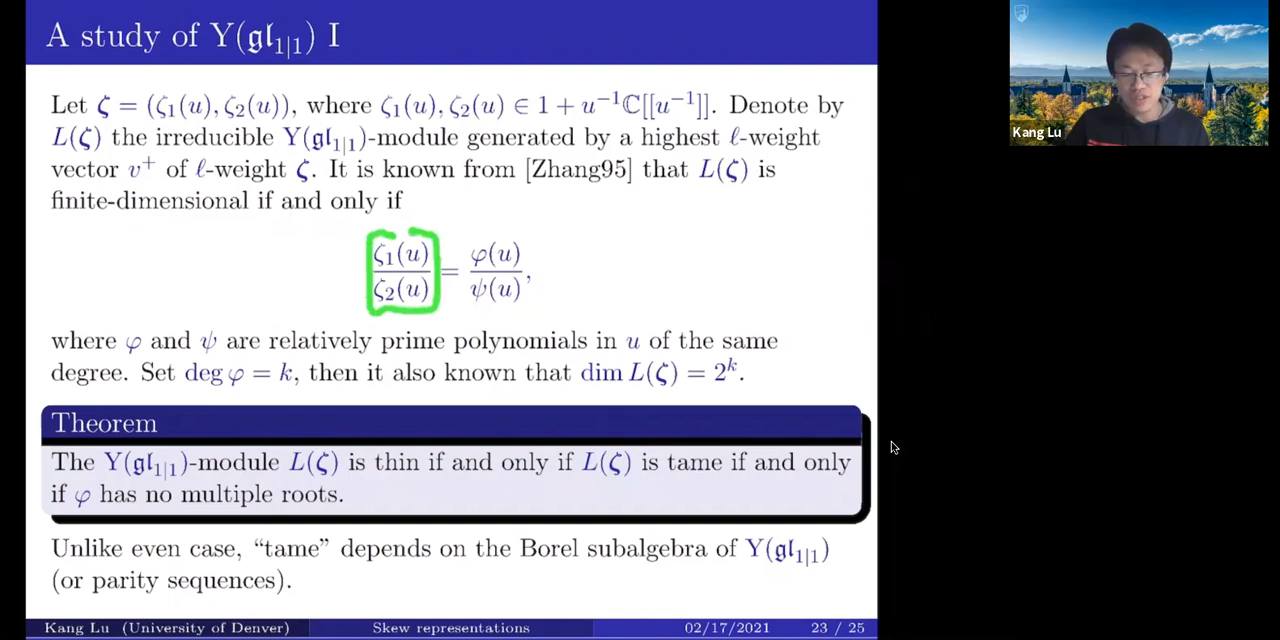 A study of Y(𝔤𝔩₁|₁) I
Let ζ = (ζ₁(u), ζ₂(u)), where ζ₁(u), ζ₂(u) ∈ 1 + u⁻¹ℂ[[u⁻¹]]. Denote by
L(ζ) the irreducible Y(𝔤𝔩₁|₁)-module generated by a highest ℓ-weight
vector v⁺ of ℓ-weight ζ. It is known from [Zhang95] that L(ζ) is
finite-dimensional if and only if
ζ₁(u)/ζ₂(u) = φ(u)/ψ(u),
where φ and ψ are relatively prime polynomials in u of the same
degree. Set deg φ = k, then it also known that dim L(ζ) = 2ᵏ.
Theorem
The Y(𝔤𝔩₁|₁)-module L(ζ) is thin if and only if L(ζ) is tame if and only
if φ has no multiple roots.
Unlike even case, “tame” depends on the Borel subalgebra of Y(𝔤𝔩₁|₁)
(or parity sequences).
Kang Lu (University of Denver) Skew representations 02/17/2021 23 / 25
Kang Lu